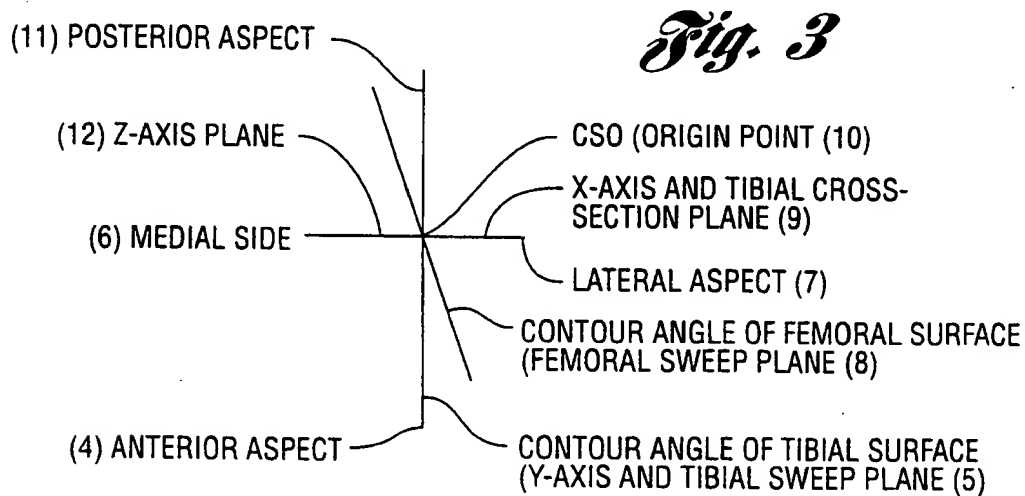 Fig. 3
(11) POSTERIOR ASPECT
(12) Z-AXIS PLANE
CSO (ORIGIN POINT (10)
X-AXIS AND TIBIAL CROSS-
SECTION PLANE (9)
(6) MEDIAL SIDE
LATERAL ASPECT (7)
CONTOUR ANGLE OF FEMORAL SURFACE
(FEMORAL SWEEP PLANE (8)
(4) ANTERIOR ASPECT
CONTOUR ANGLE OF TIBIAL SURFACE
(Y-AXIS AND TIBIAL SWEEP PLANE (5)